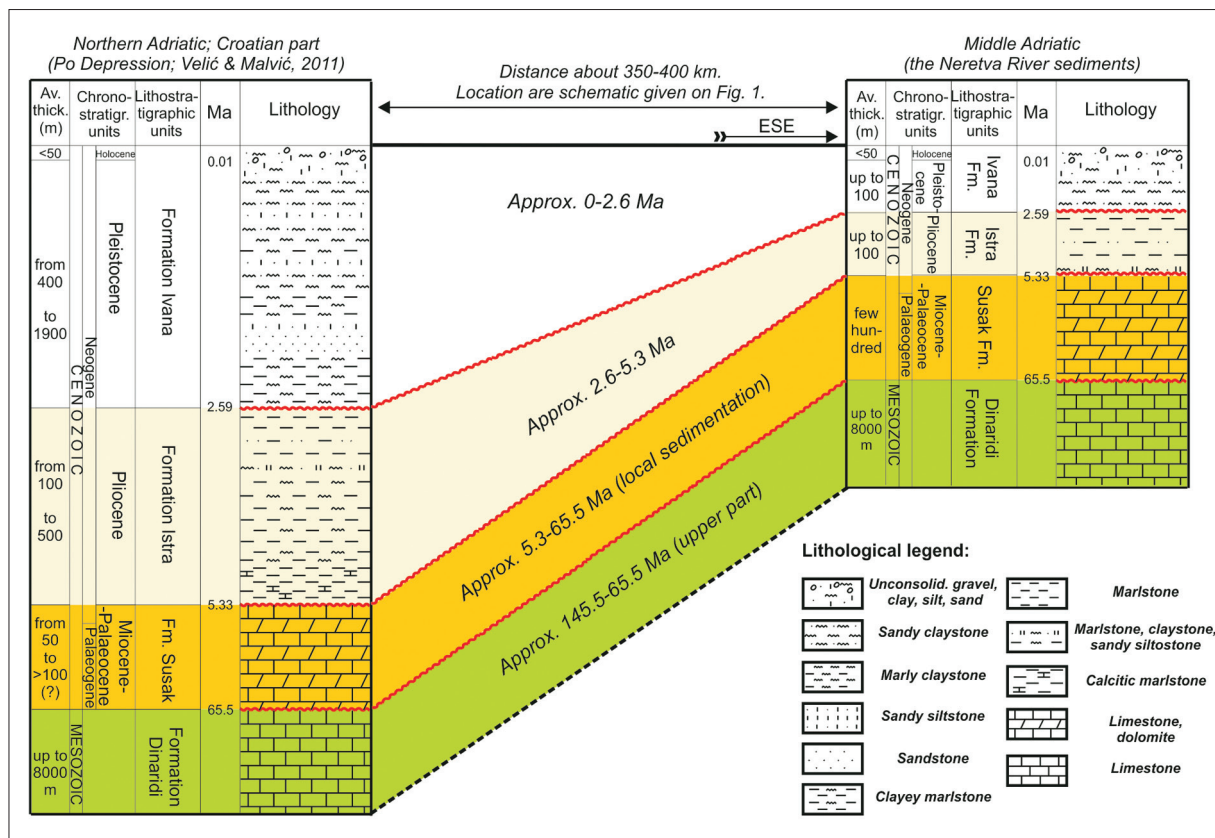 Northern Adriatic; Croatian part
(Po Depression; Velić & Malvić, 2011)
Distance about 350-400 km.
Location are schematic given on Fig. 1.
ESE
Middle Adriatic
(the Neretva River sediments)
Av.
thick.
(m)
Chrono-
stratigr.
units
Lithostra-
tigraphic
units
Ma
Lithology
<50
from
400
to
1900
from
100
to
500
from
50
to
>100
(?)
up to
8000
m
CENOZOIC
MESOZOIC
Neogene
Palaeogene
Holocene
Pleistocene
Pliocene
Miocene-
-Palaeocene
Formation Ivana
Formation Istra
Fm. Susak
Formation
Dinaridi
0.01
2.59
5.33
65.5
Approx. 0-2.6 Ma
Approx. 2.6-5.3 Ma
Approx. 5.3-65.5 Ma (local sedimentation)
Approx. 145.5-65.5 Ma (upper part)
Av.
thick.
(m)
Chrono-
stratigr.
units
Lithostra-
tigraphic
units
Ma
Lithology
<50
up to
100
up to
100
few
hun-
dred
up to
8000
m
CENOZOIC
MESOZOIC
Neogene
Palaeogene
Holocene
Pleisto-
cene
Pliocene
Miocene-
-Palaeocene
Ivana
Fm.
Istra
Fm.
Susak Fm.
Dinaridi
Formation
0.01
2.59
5.33
65.5
Lithological legend:
Unconsolid. gravel,
clay, silt, sand
Sandy claystone
Marly claystone
Sandy siltstone
Sandstone
Clayey marlstone
Marlstone
Marlstone, claystone,
sandy siltostone
Calcitic marlstone
Limestone,
dolomite
Limestone